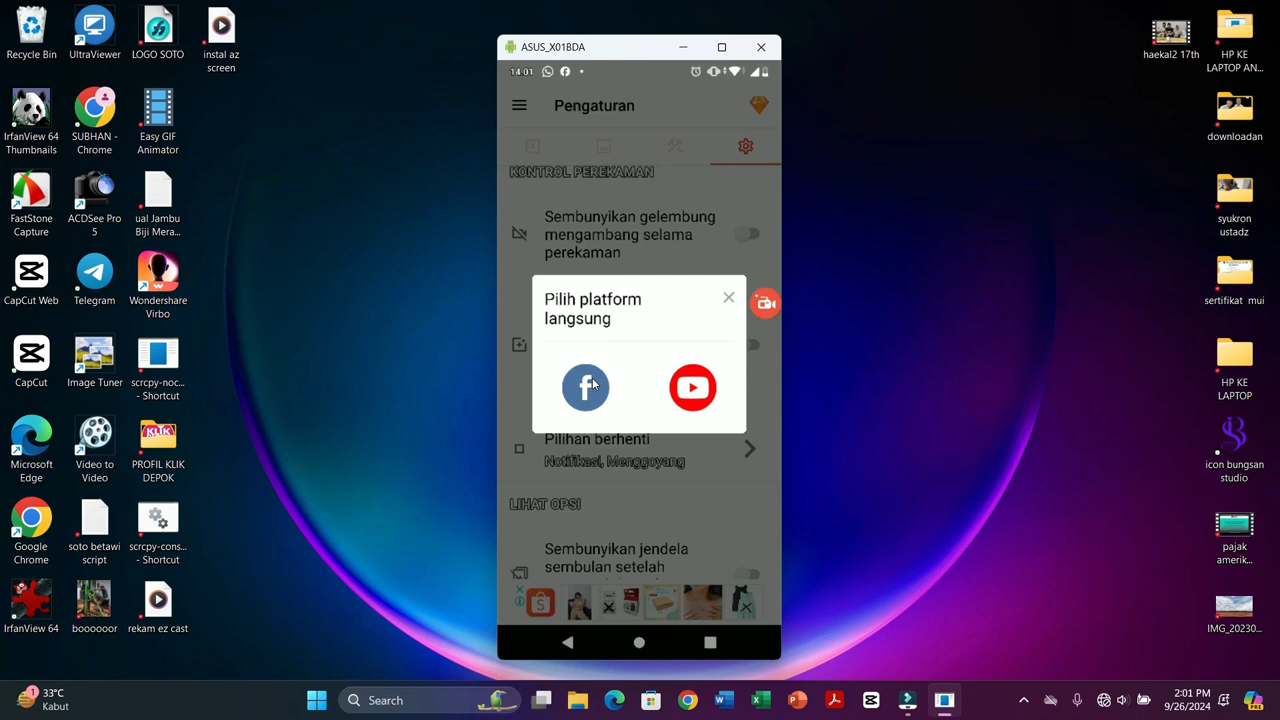 Recycle Bin
UltraViewer
LOGO SOTO
instal az
screen
IrfanView 64
Thumbnails
SUBHAN -
Chrome
Easy GIF
Animator
FastStone
Capture
ACDSee Pro
5
ual Jambu
Biji Mera...
CapCut Web
Telegram
Wondershare
Virbo
CapCut
Image Tuner
scrcpy-noc...
- Shortcut
Microsoft
Edge
Video to
Video
KLIK
PROFIL KLIK
DEPOK
Google
Chrome
soto betawi
script
scrcpy-cons...
- Shortcut
IrfanView 64
boooooor
rekam ez cast
ASUS_X01BDA
14:01
Pengaturan
KONTROL PEREKAMAN
Sembunyikan gelembung
mengambang selama
perekaman
Pilih platform
langsung
Pilihan berhenti
Notifikasi, Menggoyang
LIHAT OPSI
Sembunyikan jendela
sembulan setelah
haekal2 17th
HP KE
LAPTOP AN...
downloadan
syukron
ustadz
sertifikat mui
HP KE
LAPTOP
icon bungsan
studio
pajak
amerik...
IMG_20230...
1
33°C
Kabut
Search
2:01 PM
9/26/2024